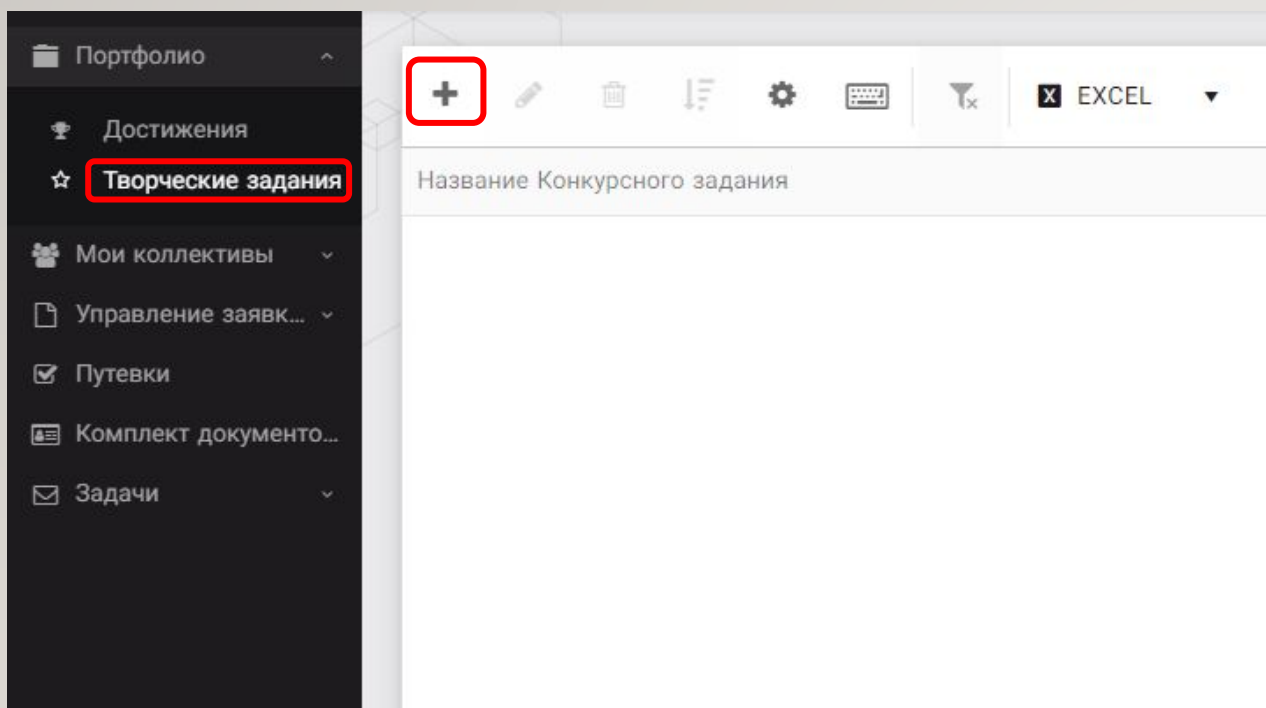 Портфолио
Достижения
Творческие задания
Мои коллективы
Управление заявк...
Путевки
Комплект документо...
Задачи
X EXCEL
Название Конкурсного задания